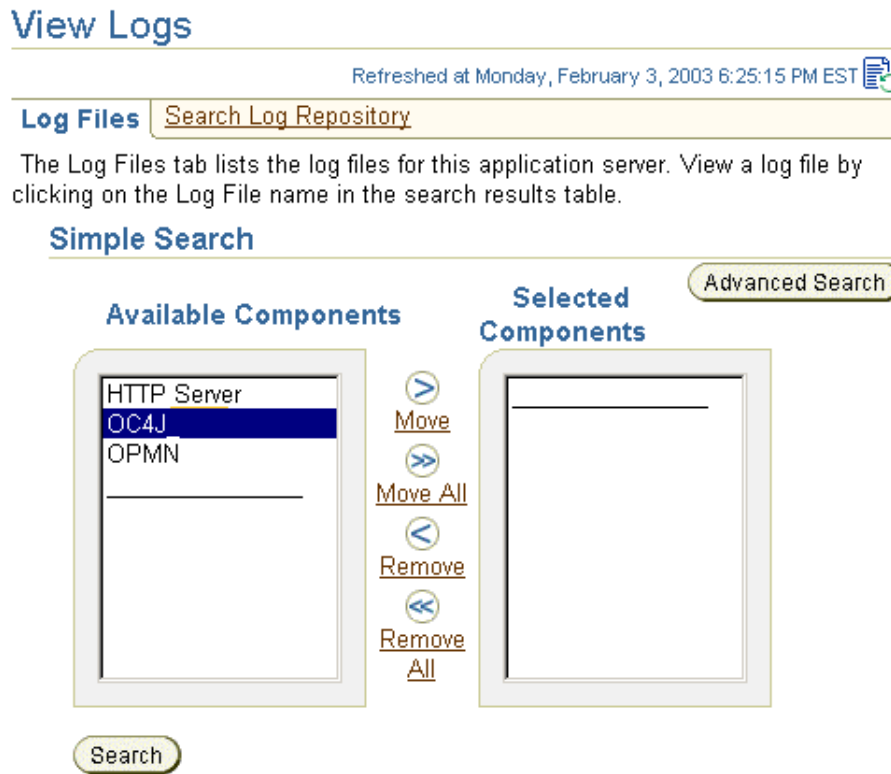 View Logs
Refreshed at Monday, February 3, 2003 6:25:15 PM EST
Log Files Search Log Repository
The Log Files tab lists the log files for this application server. View a log file by
clicking on the Log File name in the search results table.
Simple Search
Advanced Search
Available Components
Selected
Components
HTTP_Server
OC4J_
OPMN
>
Move
>>
Move All
<
Remove
<<
Remove
All
Search